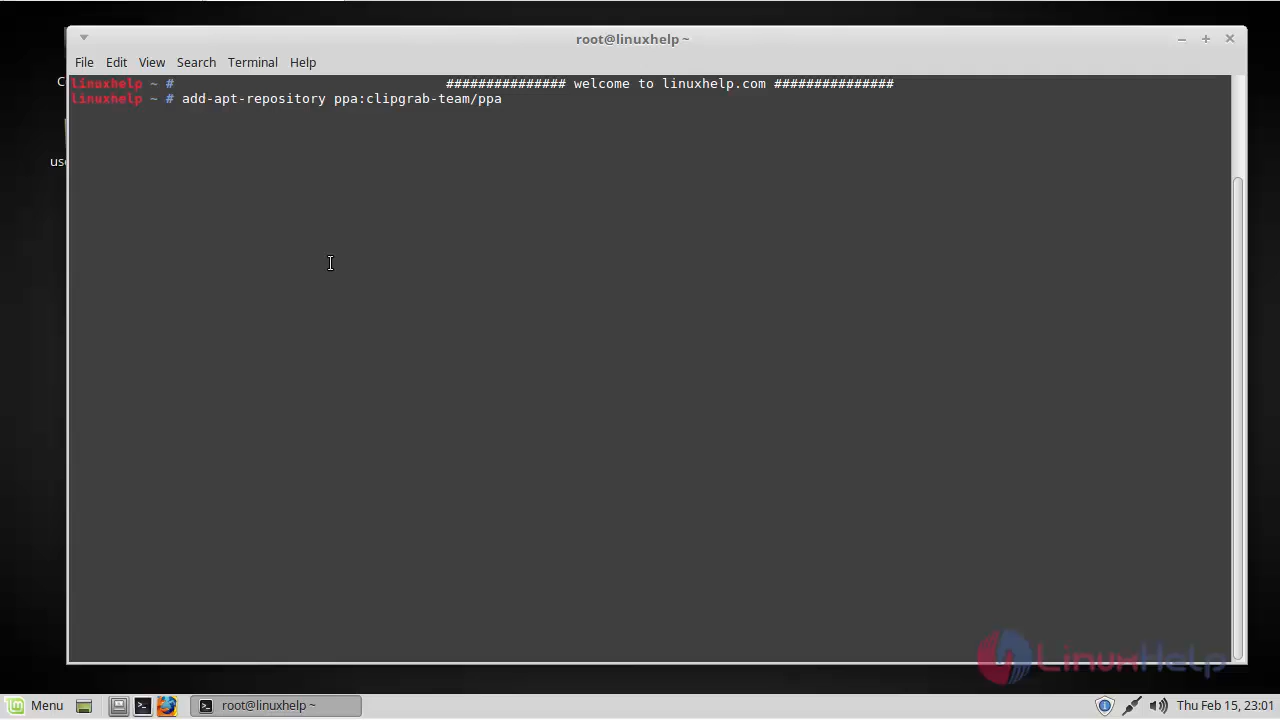 root@linuxhelp ~
File Edit View Search Terminal Help
linuxhelp ~ # ############### welcome to linuxhelp.com ###############
linuxhelp ~ # add-apt-repository ppa:clipgrab-team/ppa
LinuxHelp
Menu root@linuxhelp ~ Thu Feb 15, 23:01